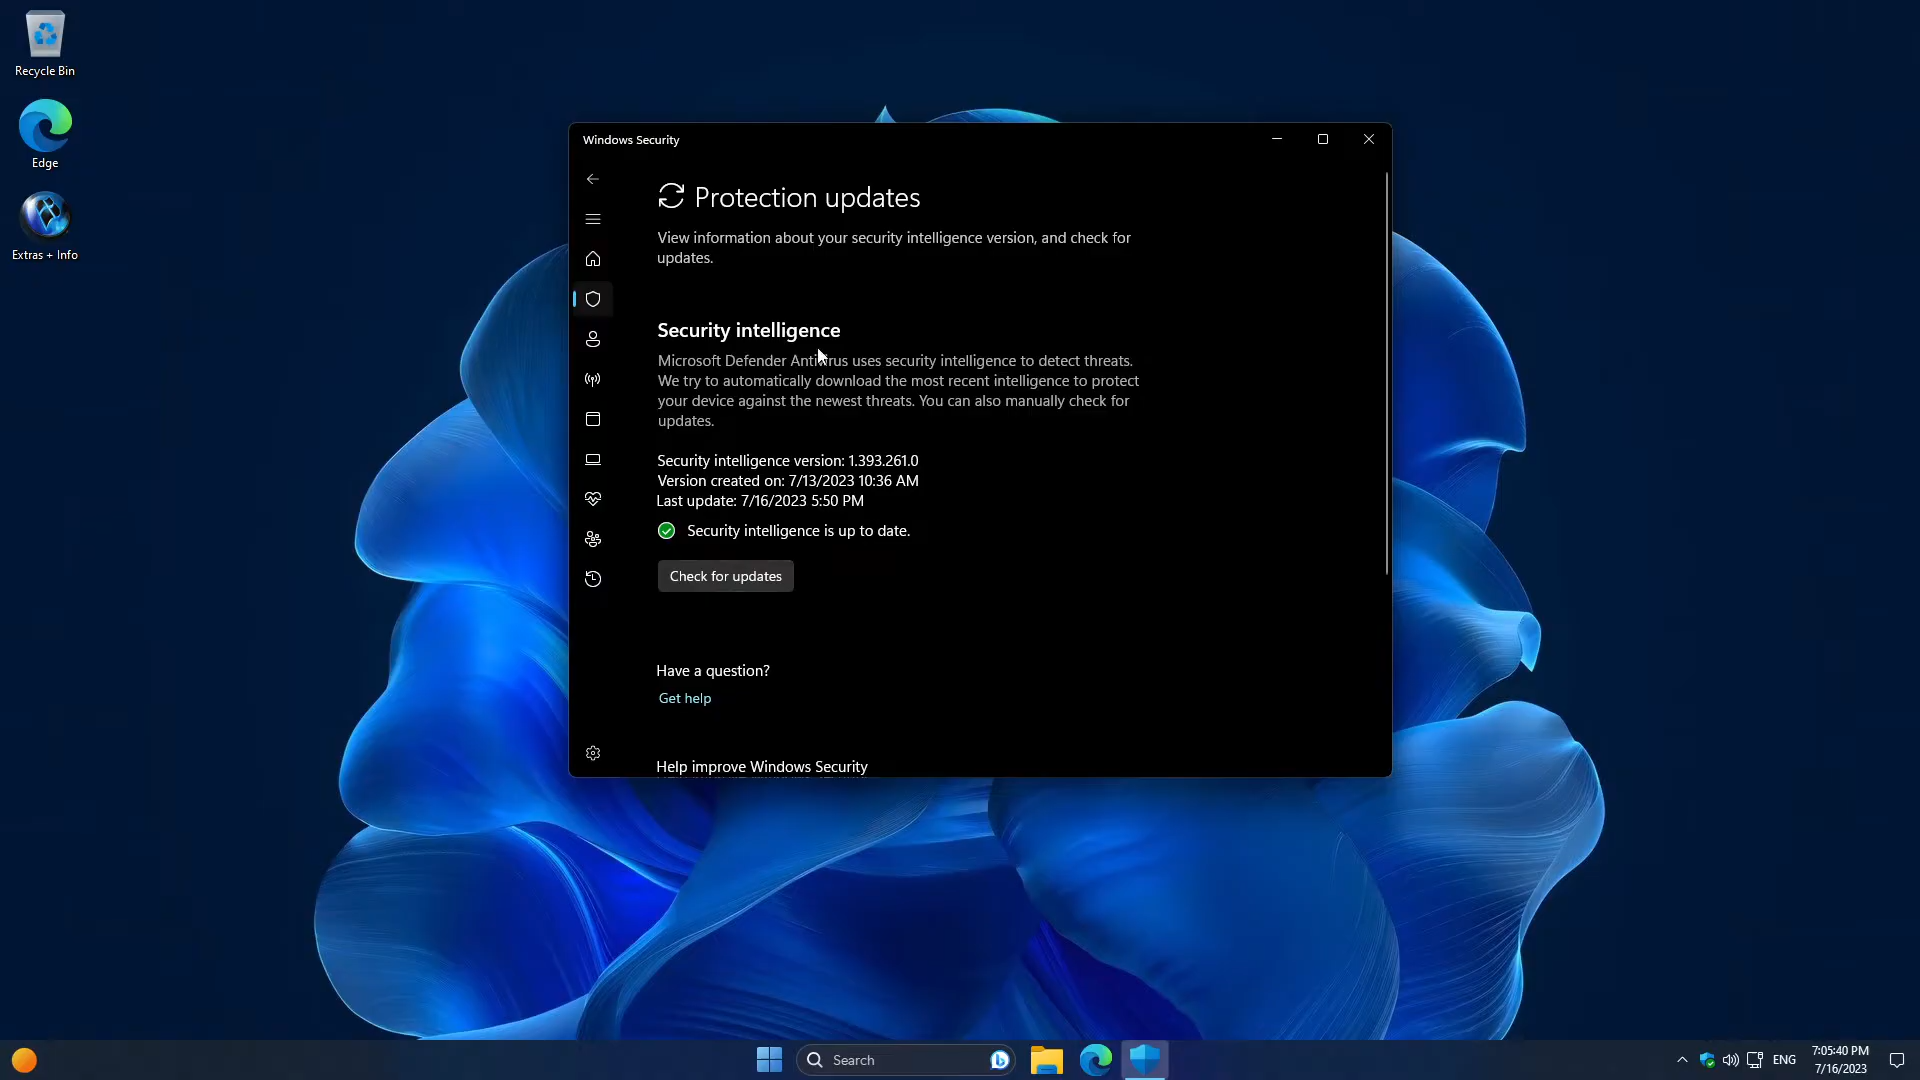 Recycle Bin
Edge
Extras + Info
Windows Security
Protection updates
View information about your security intelligence version, and check for
updates.
Security intelligence
Microsoft Defender Antivirus uses security intelligence to detect threats.
We try to automatically download the most recent intelligence to protect
your device against the newest threats. You can also manually check for
updates.
Security intelligence version: 1.393.261.0
Version created on: 7/13/2023 10:36 AM
Last update: 7/16/2023 5:50 PM
Security intelligence is up to date.
Check for updates
Have a question?
Get help
Help improve Windows Security
Search
ENG
7:05:40 PM
7/16/2023